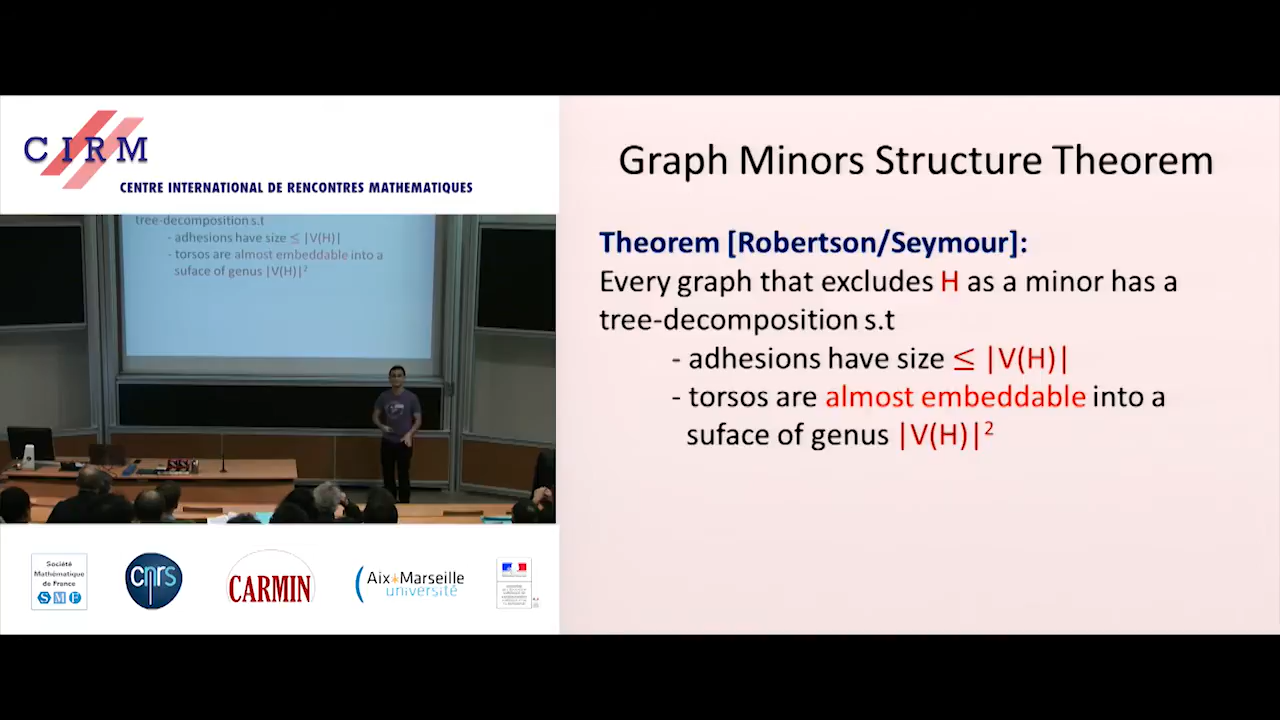 CIRM
CENTRE INTERNATIONAL DE RENCONTRES MATHEMATIQUES
tree-decomposition s.t
- adhesions have size ≤ |V(H)|
- torsos are almost embeddable into a
suface of genus |V(H)|²
Société
Mathématique
de France
SMF
cnrs
CARMIN
Aix*Marseille
université
Graph Minors Structure Theorem
Theorem [Robertson/Seymour]:
Every graph that excludes H as a minor has a
tree-decomposition s.t
- adhesions have size ≤ |V(H)|
- torsos are almost embeddable into a
suface of genus |V(H)|²